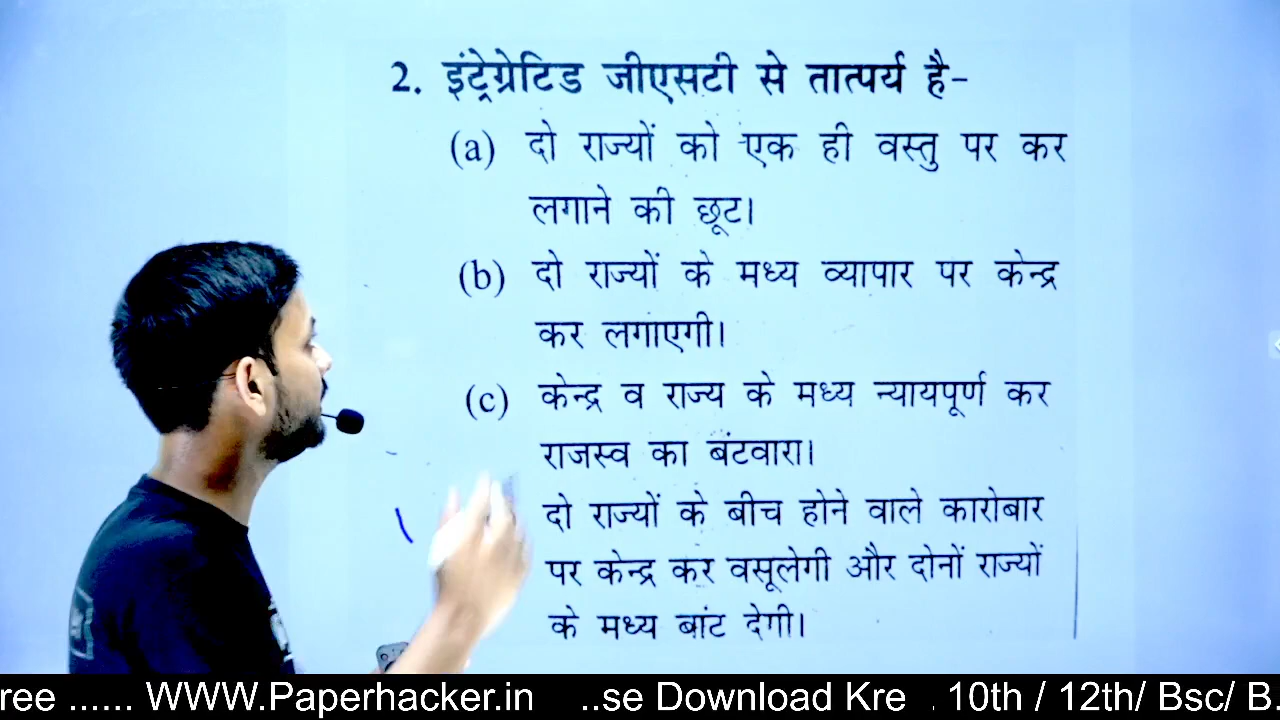 2. इंट्रेग्रेटिड जीएसटी से तात्पर्य है-
(a) दो राज्यों को एक ही वस्तु पर कर
लगाने की छूट।
(b) दो राज्यों के मध्य व्यापार पर केन्द्र
कर लगाएगी।
(c) केन्द्र व राज्य के मध्य न्यायपूर्ण कर
राजस्व का बंटवारा।
दो राज्यों के बीच होने वाले कारोबार
पर केन्द्र कर वसूलेगी और दोनों राज्यों
के मध्य बांट देगी।
ree ...... WWW.Paperhacker.in ..se Download Kre . 10th / 12th/ Bsc/ B.